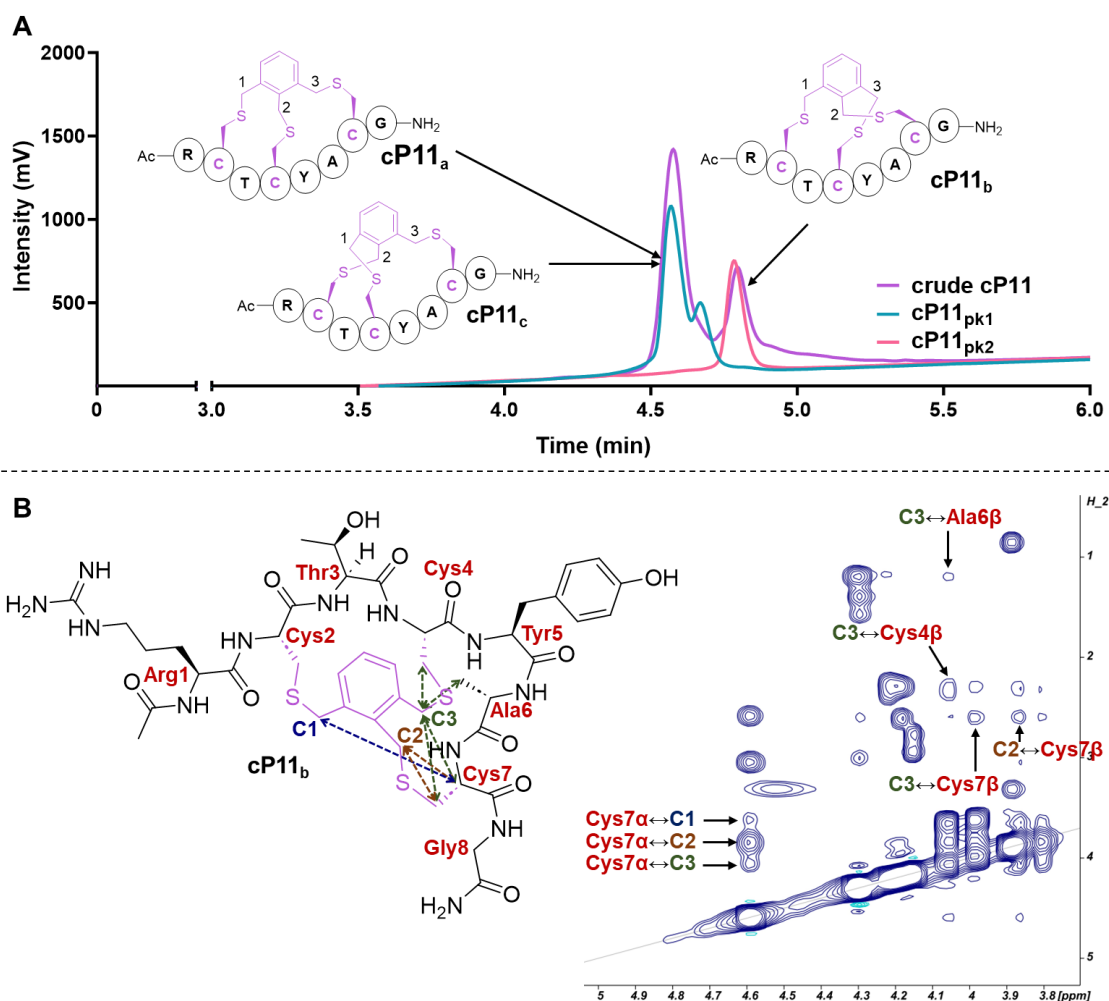 A
2000
1500
1000
500
Intensity (mV)
0
3.0
3.5
4.0
4.5
5.0
5.5
6.0
Time (min)
1
2
3
S
S
S
Ac
R
C
T
C
Y
A
C
G
NH2
cP11a
1
2
3
S
S
S
Ac
R
C
T
C
Y
A
C
G
NH2
cP11c
1
2
3
S
S
S
Ac
R
C
T
C
Y
A
C
G
NH2
cP11b
crude cP11
cP11pk1
cP11pk2
B
OH
H
O
O
O
O
O
O
O
O
O
NH
H2N
NH
HN
NH
HN
HN
N
H
OH
NH
HN
NH
H2N
S
S
S
Arg1
Cys2
Thr3
Cys4
Tyr5
Ala6
Cys7
Gly8
C1
C2
C3
cP11b
C3↔Ala6β
C3↔Cys4β
C2↔Cys7β
C3↔Cys7β
Cys7α↔C1
Cys7α↔C2
Cys7α↔C3
H_2
1
2
3
4
5
5
4.9
4.8
4.7
4.6
4.5
4.4
4.3
4.2
4.1
4
3.9
3.8 [ppm]